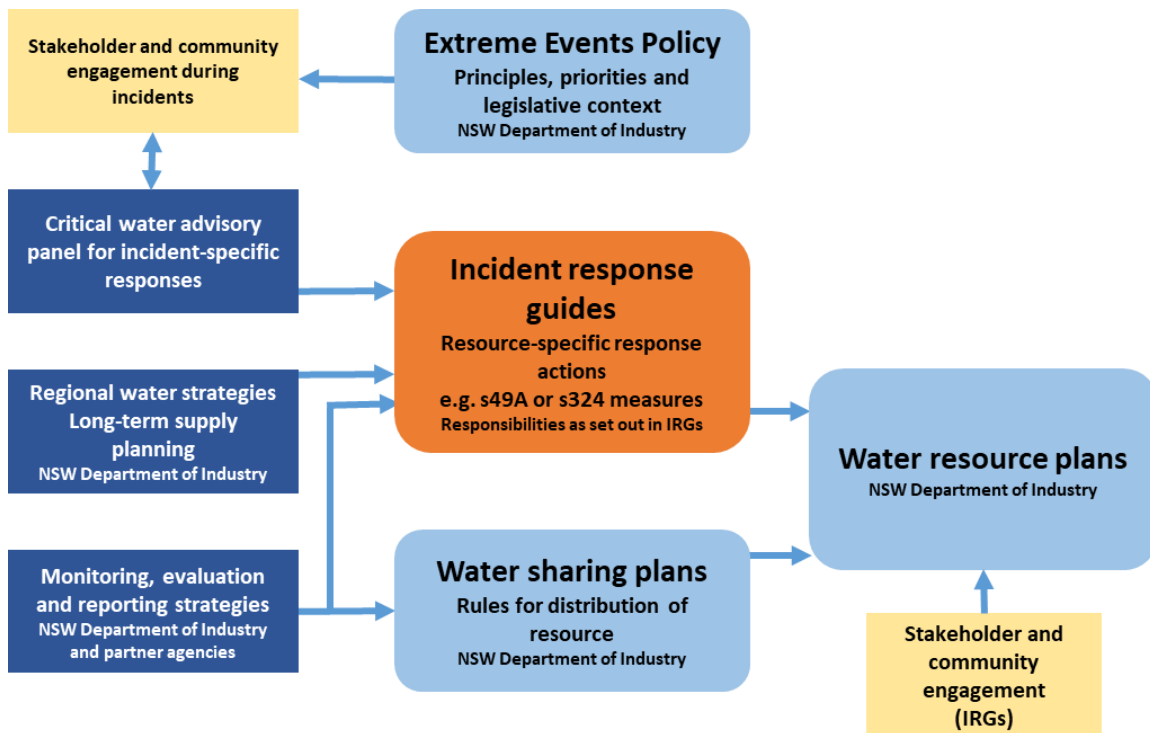 Stakeholder and community
engagement during
incidents
Extreme Events Policy
Principles, priorities and
legislative context
NSW Department of Industry
Critical water advisory
panel for incident-specific
responses
Incident response
guides
Resource-specific response
actions
e.g. s49A or s324 measures
Responsibilities as set out in IRGs
Regional water strategies
Long-term supply
planning
NSW Department of Industry
Water resource plans
NSW Department of Industry
Monitoring, evaluation
and reporting strategies
NSW Department of Industry
and partner agencies
Water sharing plans
Rules for distribution of
resource
NSW Department of Industry
Stakeholder and
community
engagement
(IRGs)